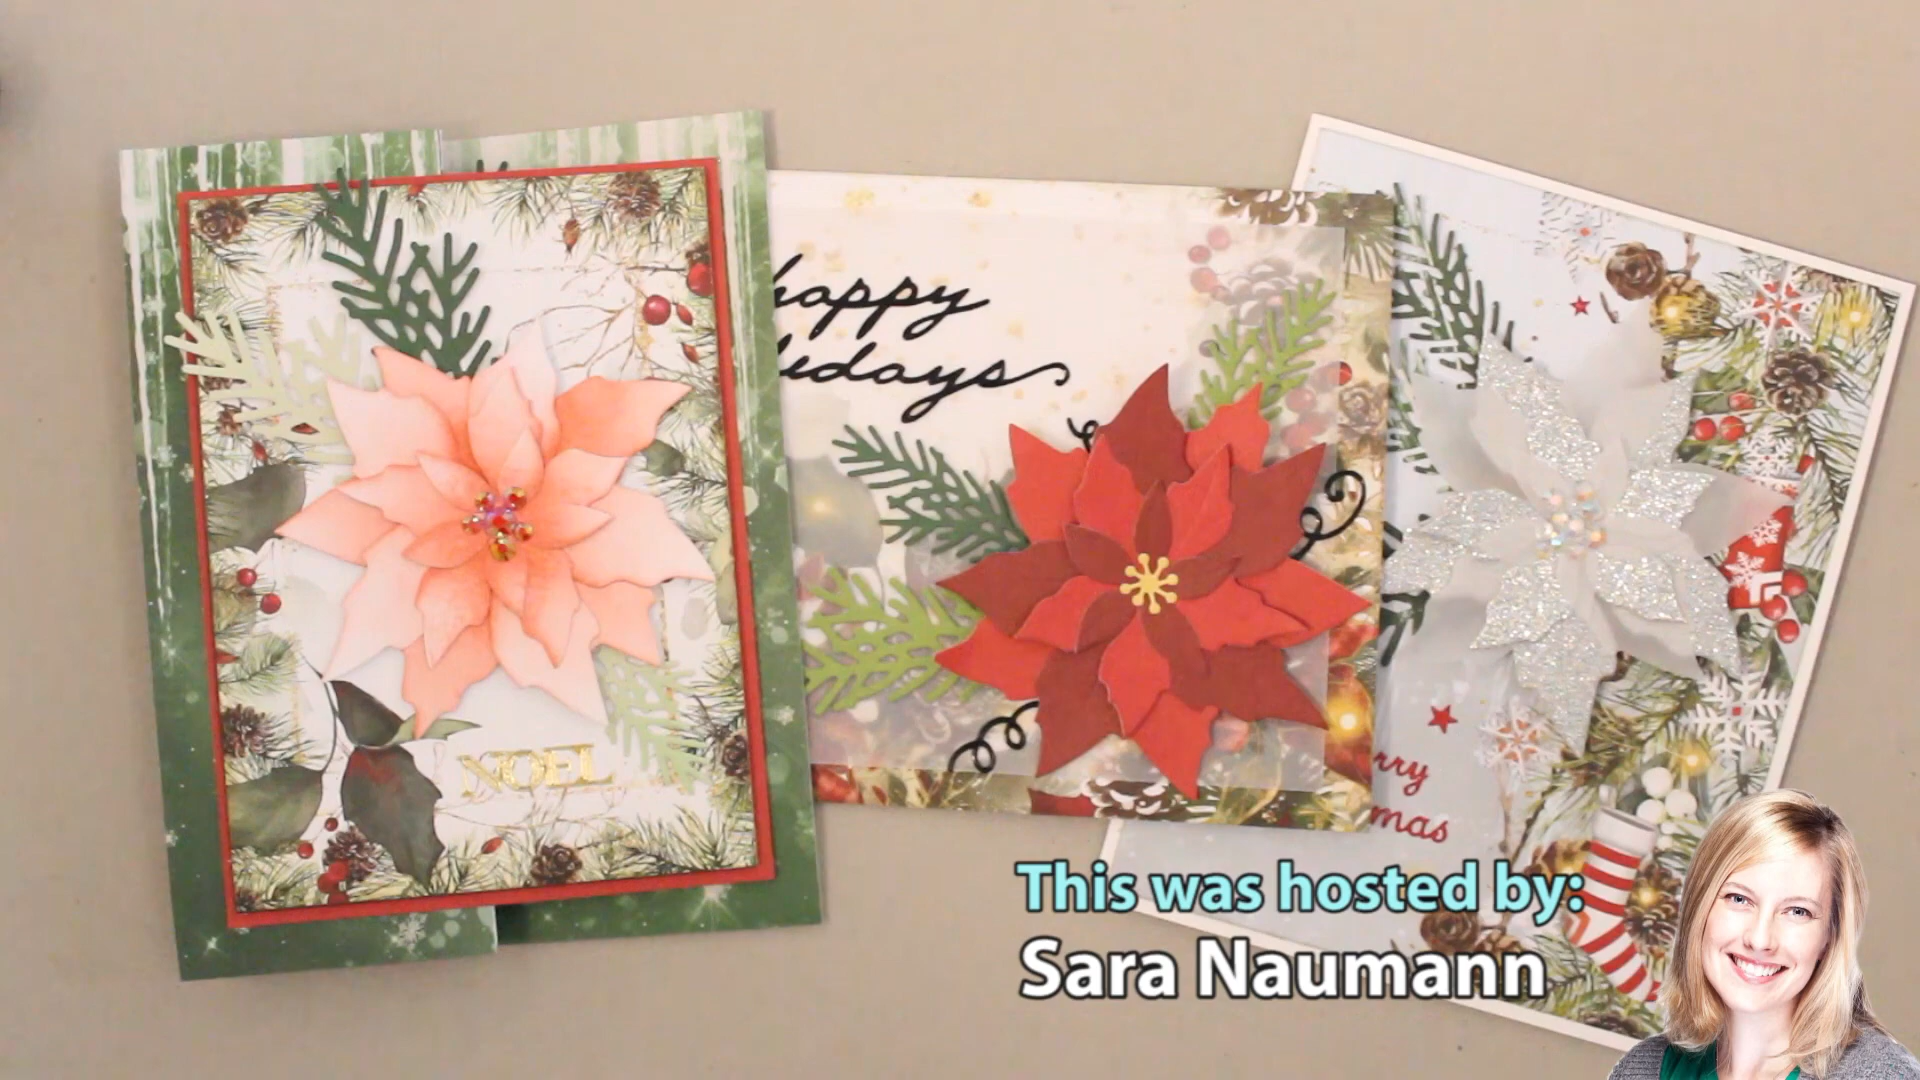 happy
lidays
NOEL
rry
mas
This was hosted by:
Sara Naumann